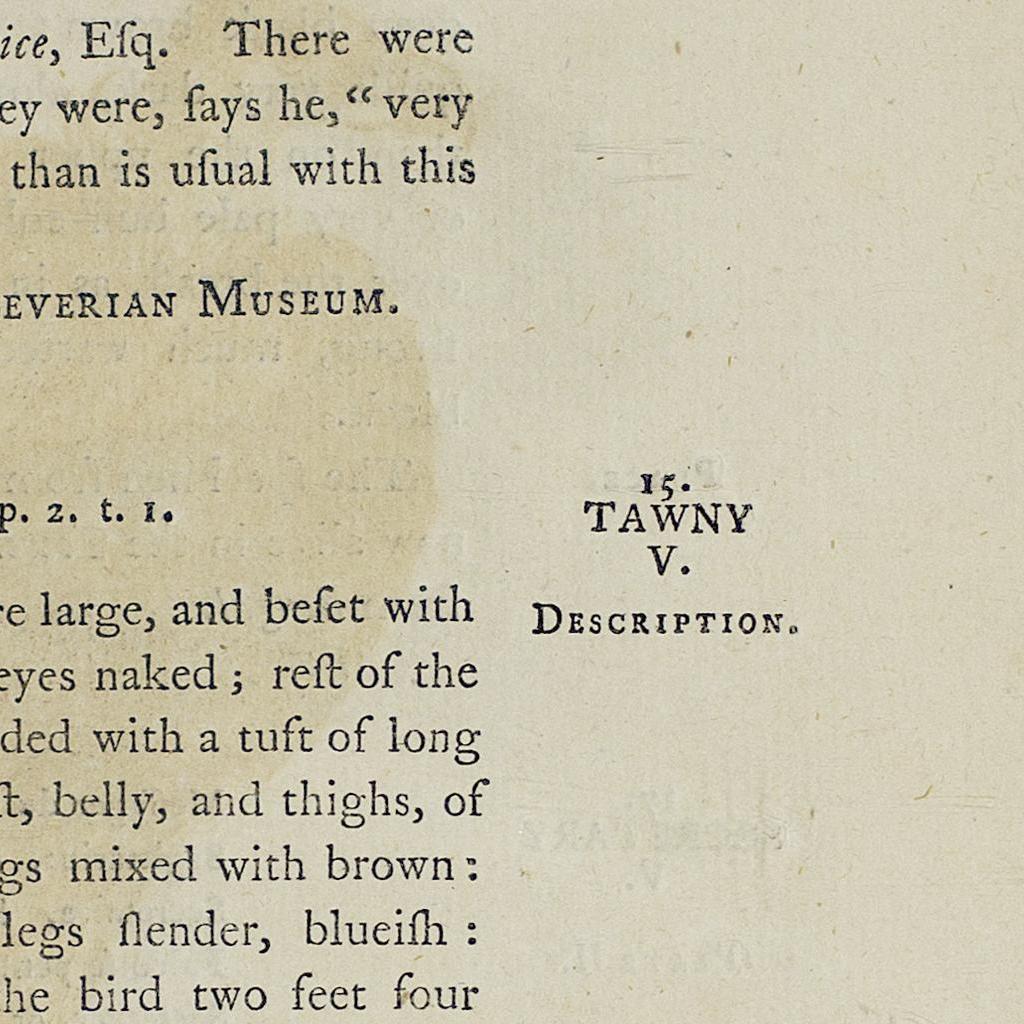 ice, Eſq. There were
ey were, ſays he, “ very
than is uſual with this
everian Museum.
p. 2. t. 1.
15.
TAWNY
V.
Description.
re large, and beſet with
eyes naked ; reſt of the
ded with a tuft of long
ſt, belly, and thighs, of
gs mixed with brown :
legs ſlender, blueiſh :
he bird two feet four